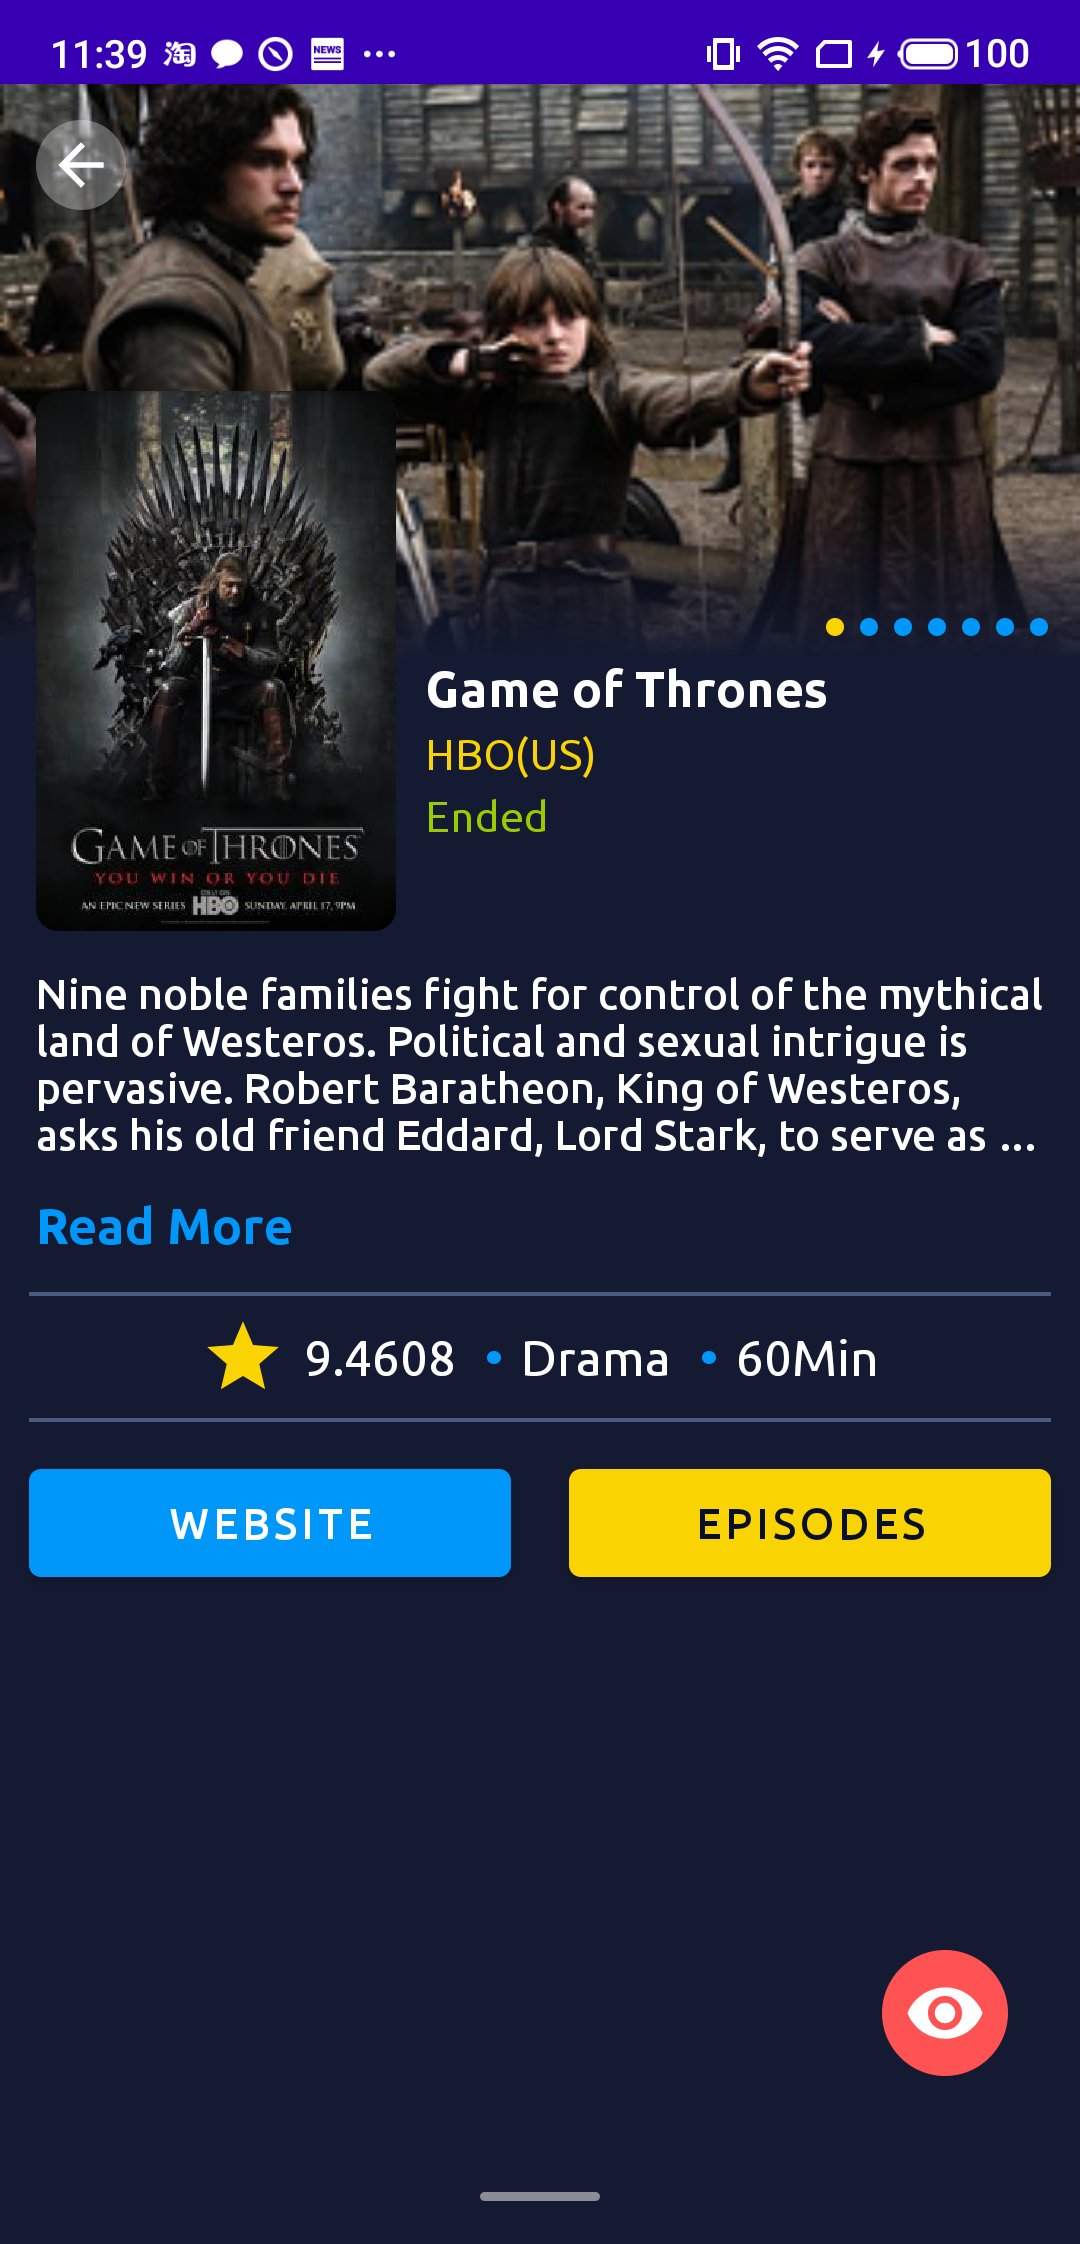 11:39 淘 NEWS 100
GAME OF THRONES
YOU WIN OR YOU DIE
AN EPIC NEW SERIES HBO SUNDAY, APRIL 17, 9PM
Game of Thrones
HBO(US)
Ended
Nine noble families fight for control of the mythical
land of Westeros. Political and sexual intrigue is
pervasive. Robert Baratheon, King of Westeros,
asks his old friend Eddard, Lord Stark, to serve as ...
Read More
9.4608 • Drama • 60Min
WEBSITE EPISODES